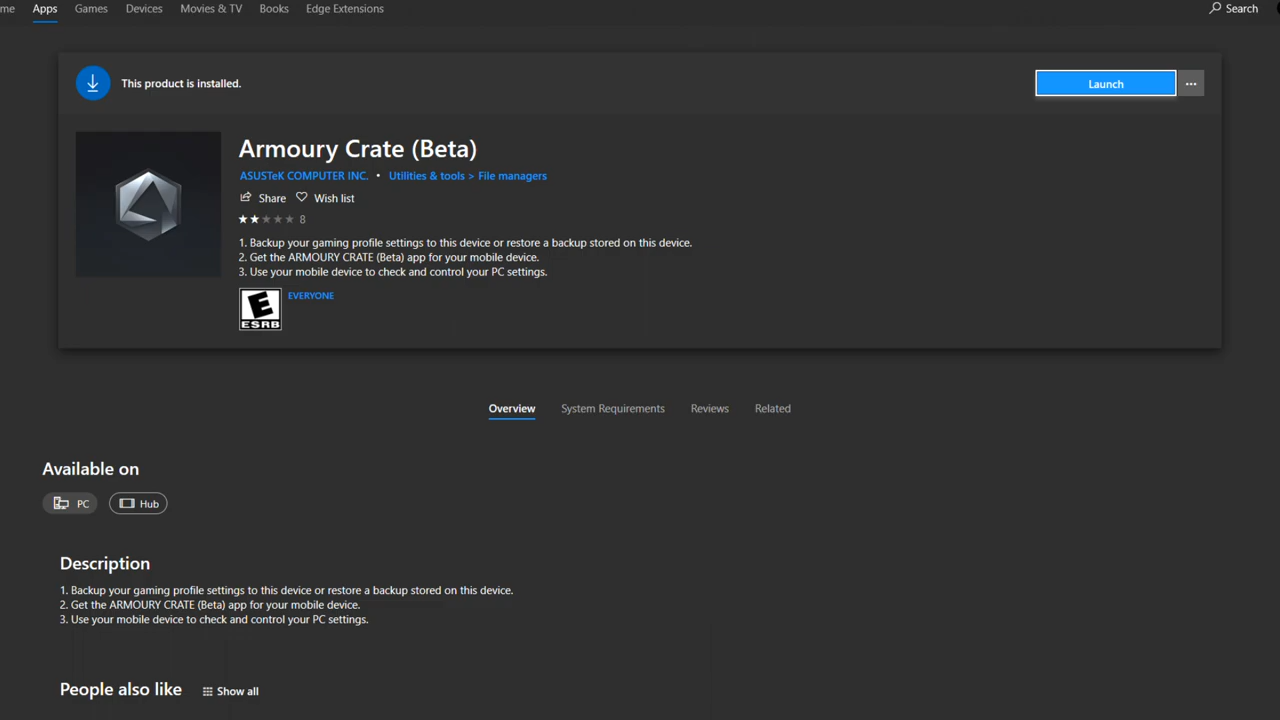 me Apps Games Devices Movies & TV Books Edge Extensions Search
This product is installed. Launch ...
Armoury Crate (Beta)
ASUSTeK COMPUTER INC. • Utilities & tools > File managers
Share Wish list
8
1. Backup your gaming profile settings to this device or restore a backup stored on this device.
2. Get the ARMOURY CRATE (Beta) app for your mobile device.
3. Use your mobile device to check and control your PC settings.
E EVERYONE
ESRB
Overview System Requirements Reviews Related
Available on
PC Hub
Description
1. Backup your gaming profile settings to this device or restore a backup stored on this device.
2. Get the ARMOURY CRATE (Beta) app for your mobile device.
3. Use your mobile device to check and control your PC settings.
People also like Show all